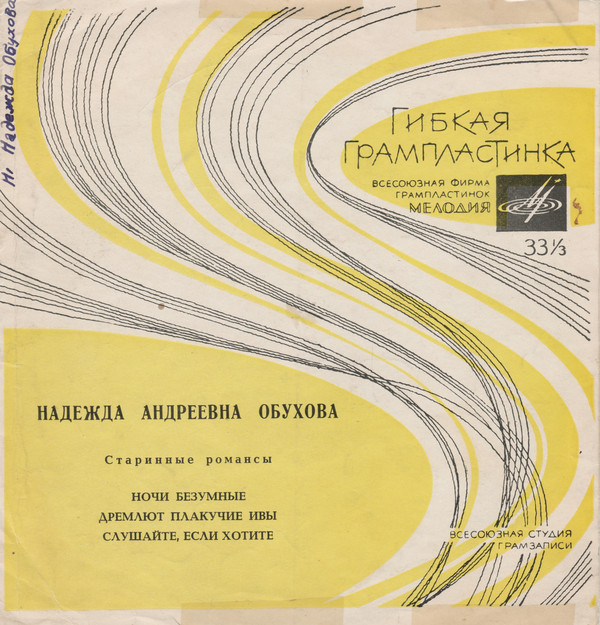 Надежда Обухова
ГИБКАЯ
ГРАМПЛАСТИНКА
ВСЕСОЮЗНАЯ ФИРМА
ГРАМПЛАСТИНОК
МЕЛОДИЯ
33⅓
НАДЕЖДА АНДРЕЕВНА ОБУХОВА
Старинные романсы
НОЧИ БЕЗУМНЫЕ
ДРЕМЛЮТ ПЛАКУЧИЕ ИВЫ
СЛУШАЙТЕ, ЕСЛИ ХОТИТЕ
ВСЕСОЮЗНАЯ СТУДИЯ
ГРАМЗАПИСИ